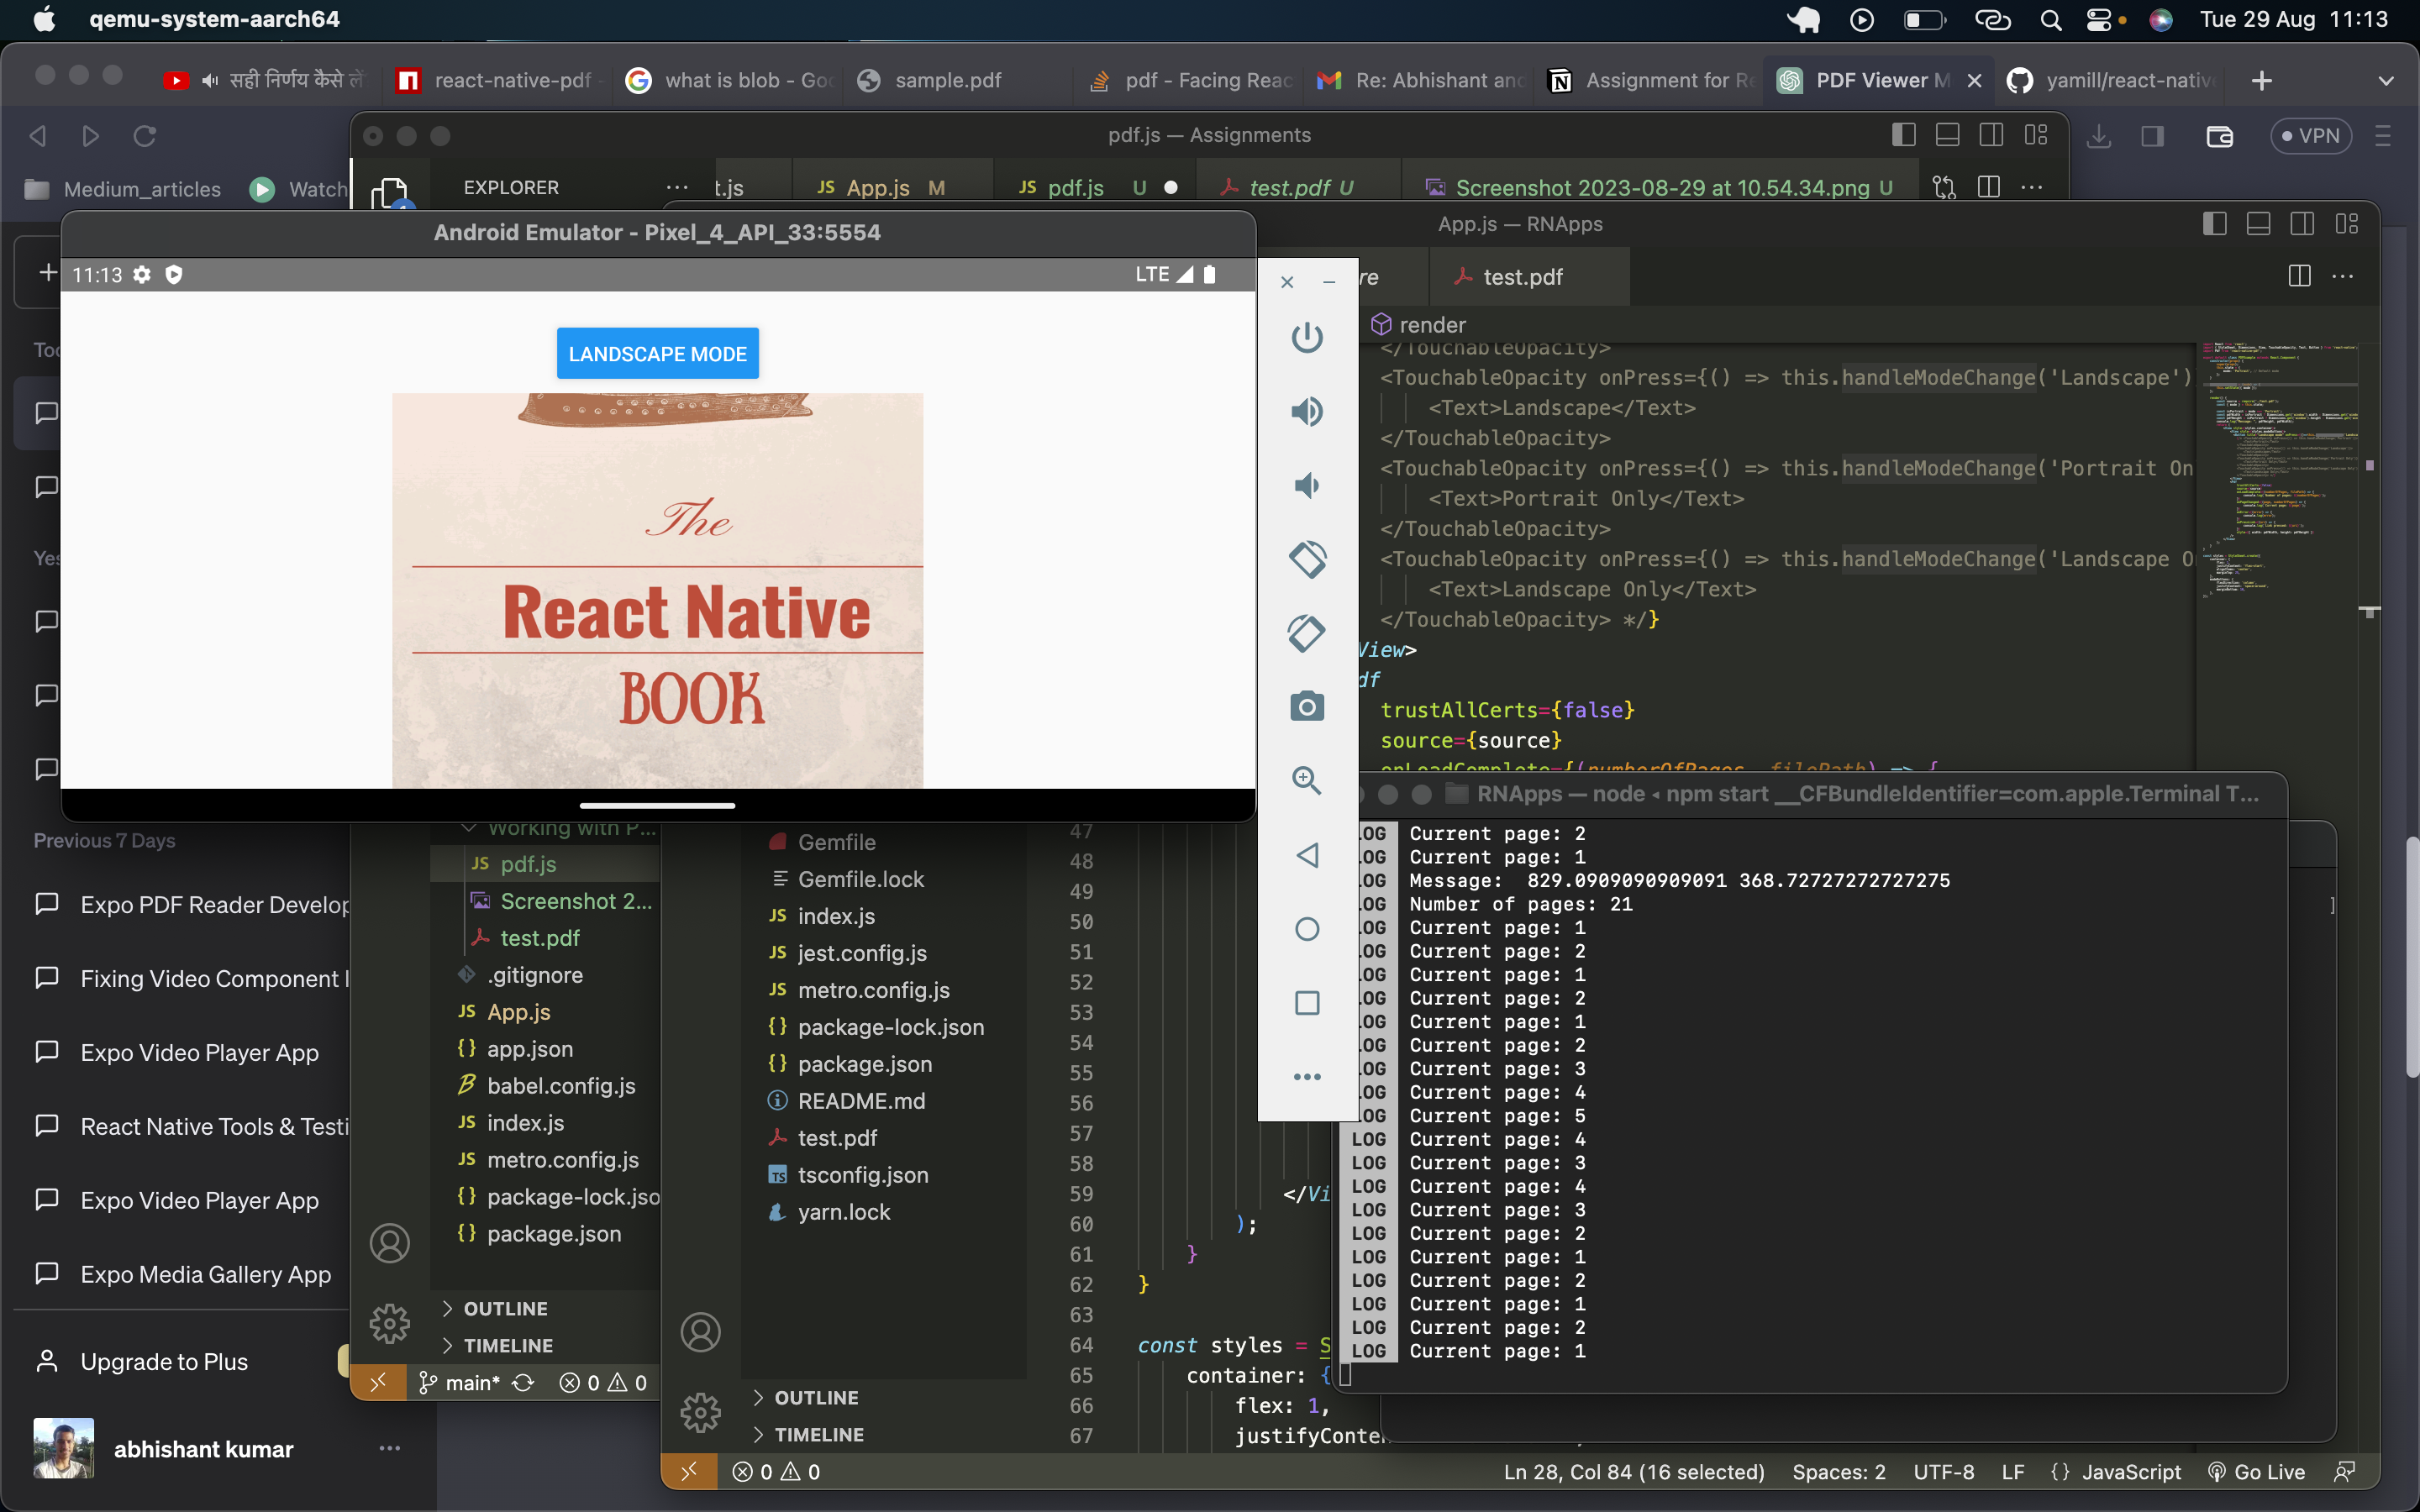 qemu-system-aarch64
Tue 29 Aug 11:13
सही निर्णय कैसे लें
react-native-pdf -
what is blob - Goo
sample.pdf
pdf - Facing Reac
Re: Abhishant and
Assignment for Re
PDF Viewer M
yamill/react-native
VPN
Medium_articles
Watch
pdf.js — Assignments
EXPLORER
t.js
JS App.js M
JS pdf.js U
test.pdf U
Screenshot 2023-08-29 at 10.54.34.png U
Android Emulator - Pixel_4_API_33:5554
11:13
LTE
LANDSCAPE MODE
The
React Native
BOOK
App.js — RNApps
re
test.pdf
render
</TouchableOpacity>
<TouchableOpacity onPress={() => this.handleModeChange('Landscape')
<Text>Landscape</Text>
</TouchableOpacity>
<TouchableOpacity onPress={() => this.handleModeChange('Portrait On
<Text>Portrait Only</Text>
</TouchableOpacity>
<TouchableOpacity onPress={() => this.handleModeChange('Landscape O
<Text>Landscape Only</Text>
</TouchableOpacity> */}
View>
df
trustAllCerts={false}
source={source}
onLoadComplete={(numberOfPages, filePath) => {
Previous 7 Days
Expo PDF Reader Develop
Fixing Video Component I
Expo Video Player App
React Native Tools & Testi
Expo Video Player App
Expo Media Gallery App
Upgrade to Plus
abhishant kumar
Working with P...
JS pdf.js
Screenshot 2...
test.pdf
.gitignore
JS App.js
{} app.json
babel.config.js
JS index.js
JS metro.config.js
{} package-lock.jso
{} package.json
OUTLINE
TIMELINE
main*
0 0
Gemfile
Gemfile.lock
JS index.js
JS jest.config.js
JS metro.config.js
{} package-lock.json
{} package.json
README.md
test.pdf
TS tsconfig.json
yarn.lock
OUTLINE
TIMELINE
0 0
47
48
49
50
51
52
53
54
55
56
57
58
59 </Vi
60 );
61 }
62 }
63
64 const styles = S
65 container: {
66 flex: 1,
67 justifyConten
RNApps — node ◂ npm start __CFBundleIdentifier=com.apple.Terminal T...
LOG Current page: 2
LOG Current page: 1
LOG Message: 829.0909090909091 368.72727272727275
LOG Number of pages: 21
LOG Current page: 1
LOG Current page: 2
LOG Current page: 1
LOG Current page: 2
LOG Current page: 1
LOG Current page: 2
LOG Current page: 3
LOG Current page: 4
LOG Current page: 5
LOG Current page: 4
LOG Current page: 3
LOG Current page: 4
LOG Current page: 3
LOG Current page: 2
LOG Current page: 1
LOG Current page: 2
LOG Current page: 1
LOG Current page: 2
LOG Current page: 1
Ln 28, Col 84 (16 selected)
Spaces: 2
UTF-8
LF
{} JavaScript
Go Live